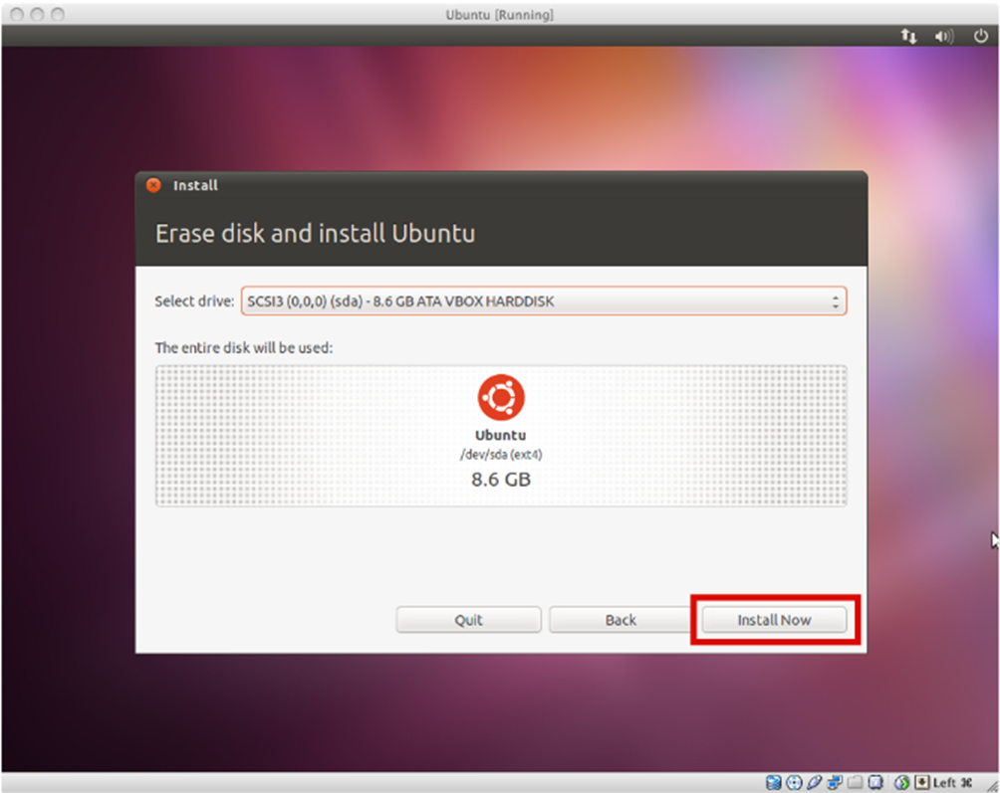 Ubuntu [Running]
Install
Erase disk and install Ubuntu
Select drive: SCSI3 (0,0,0) (sda) - 8.6 GB ATA VBOX HARDDISK
The entire disk will be used:
Ubuntu
/dev/sda (ext4)
8.6 GB
Quit Back Install Now
Left ⌘